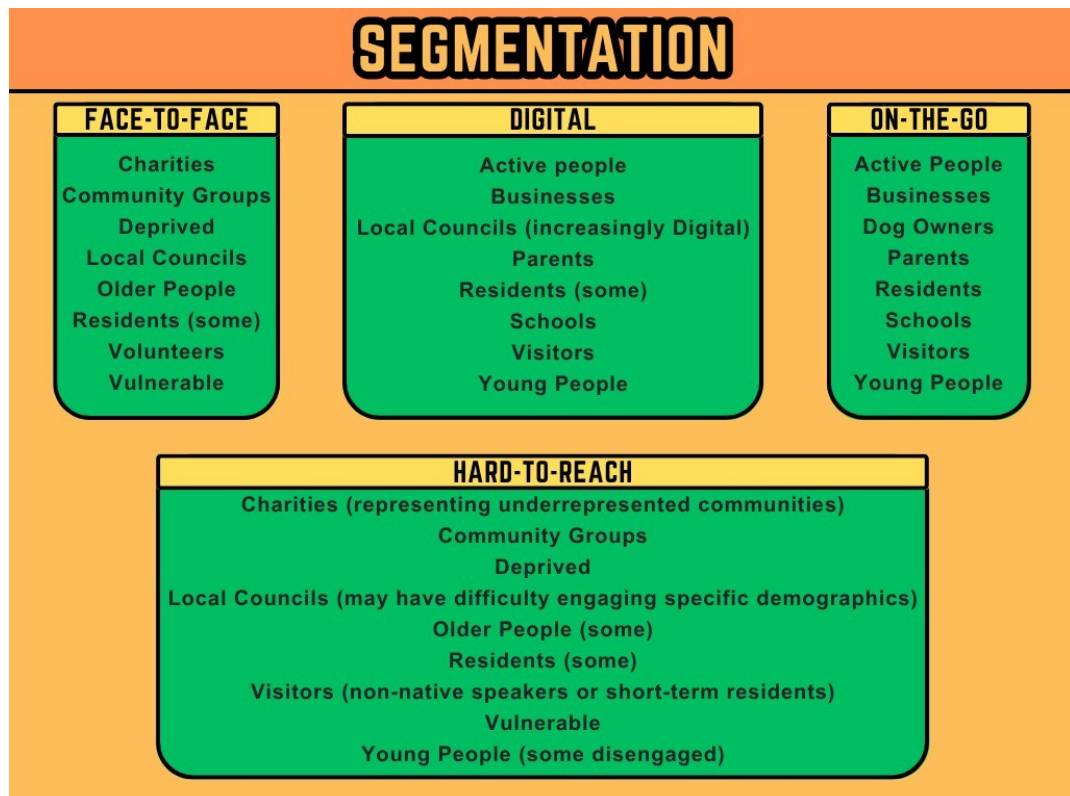 SEGMENTATION
FACE-TO-FACE
Charities
Community Groups
Deprived
Local Councils
Older People
Residents (some)
Volunteers
Vulnerable
DIGITAL
Active people
Businesses
Local Councils (increasingly Digital)
Parents
Residents (some)
Schools
Visitors
Young People
ON-THE-GO
Active People
Businesses
Dog Owners
Parents
Residents
Schools
Visitors
Young People
HARD-TO-REACH
Charities (representing underrepresented communities)
Community Groups
Deprived
Local Councils (may have difficulty engaging specific demographics)
Older People (some)
Residents (some)
Visitors (non-native speakers or short-term residents)
Vulnerable
Young People (some disengaged)